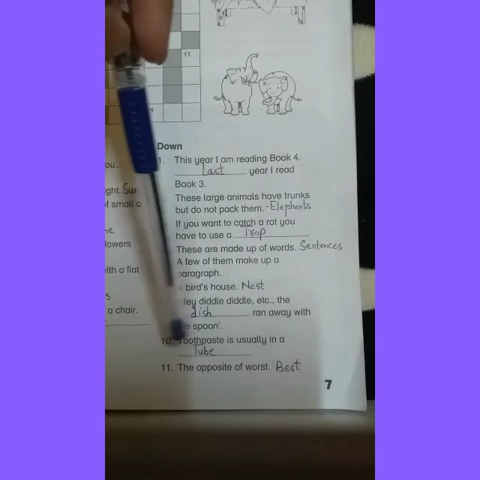 13
Down
1. This year I am reading Book 4.
Last year I read
Book 3.
These large animals have trunks
but do not pack them. - Elephants
If you want to catch a rat you
have to use a Trap
These are made up of words. Sentences
A few of them make up a
paragraph.
bird's house. Nest
ley diddle diddle, etc., the
dish ran away with
spoon'.
10. Toothpaste is usually in a
Tube
11. The opposite of worst. Best
7
ou..
ght. Sun
f small o
ne
lowers
with a flat
s
a chair.